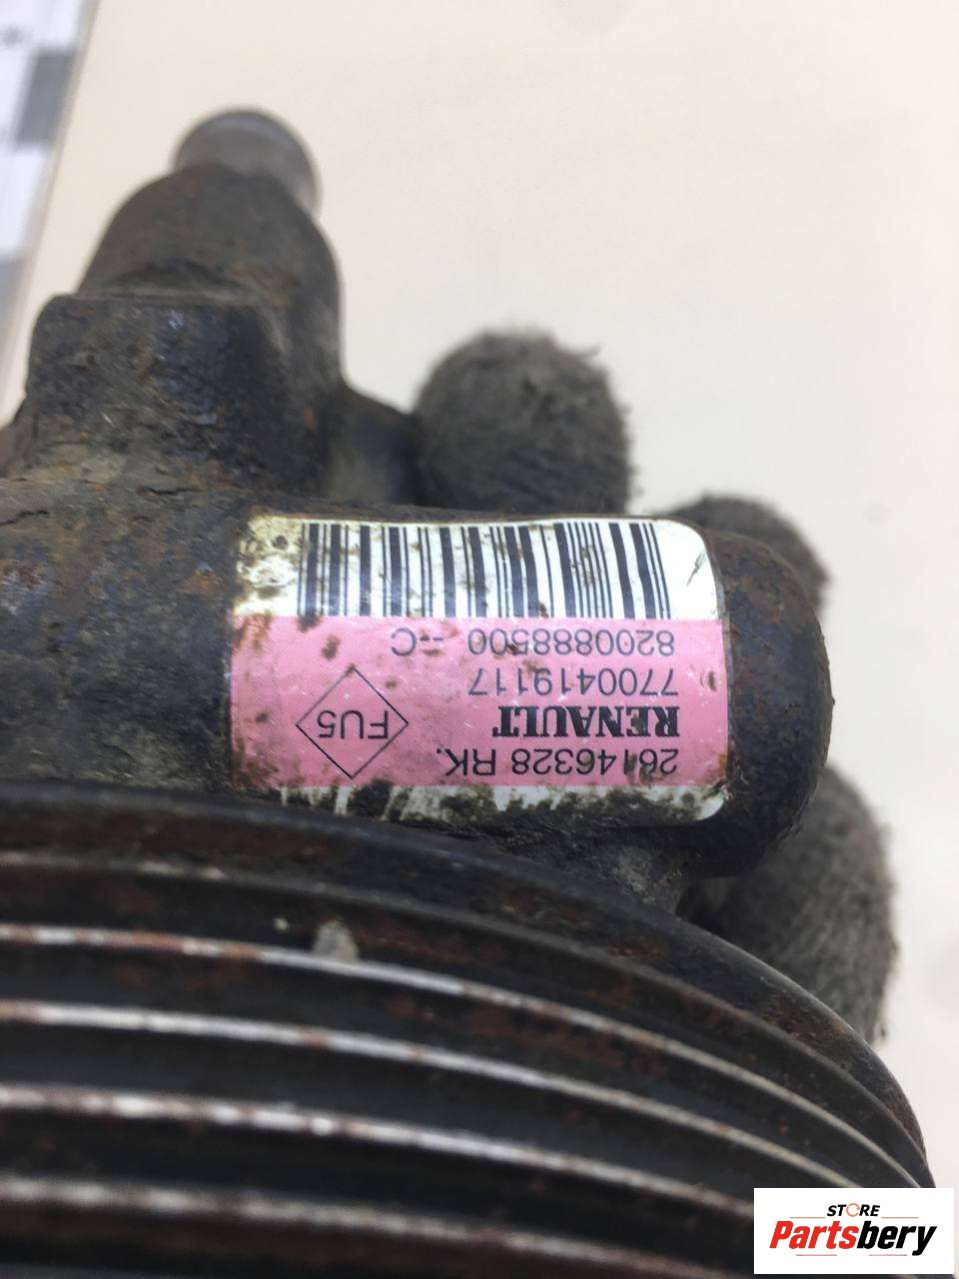 26146328 RK.
RENAULT
7700419117
8200888500 --C
FU5
STORE
Partsbery